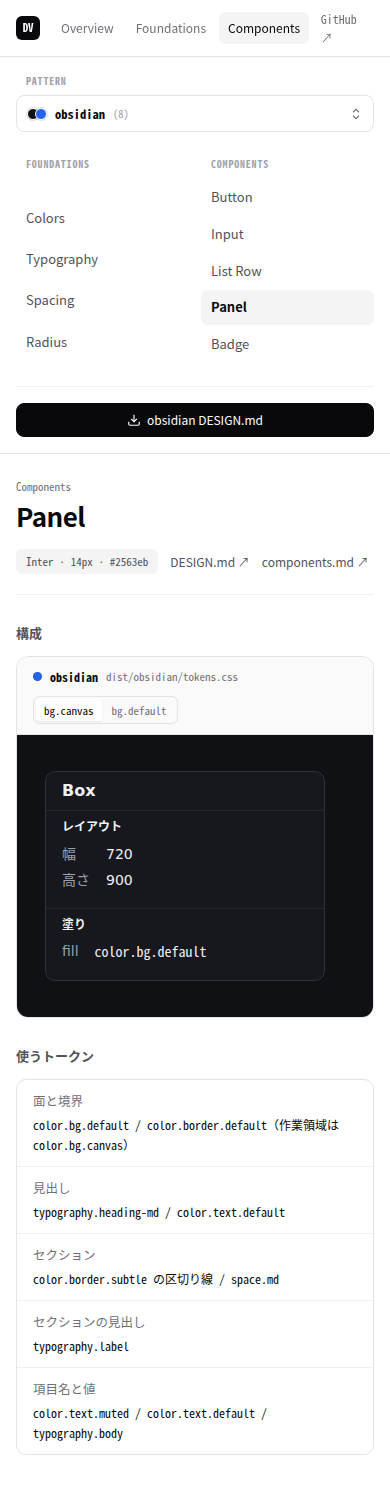 DV Overview Foundations Components GitHub ↗
PATTERN
obsidian (8)
FOUNDATIONS
Colors
Typography
Spacing
Radius
COMPONENTS
Button
Input
List Row
Panel
Badge
obsidian DESIGN.md
Components
Panel
Inter · 14px · #2563eb DESIGN.md ↗ components.md ↗
構成
obsidian dist/obsidian/tokens.css
bg.canvas bg.default
Box
レイアウト
幅 720
高さ 900
塗り
fill color.bg.default
使うトークン
面と境界
color.bg.default / color.border.default（作業領域は
color.bg.canvas）
見出し
typography.heading-md / color.text.default
セクション
color.border.subtle の区切り線 / space.md
セクションの見出し
typography.label
項目名と値
color.text.muted / color.text.default /
typography.body